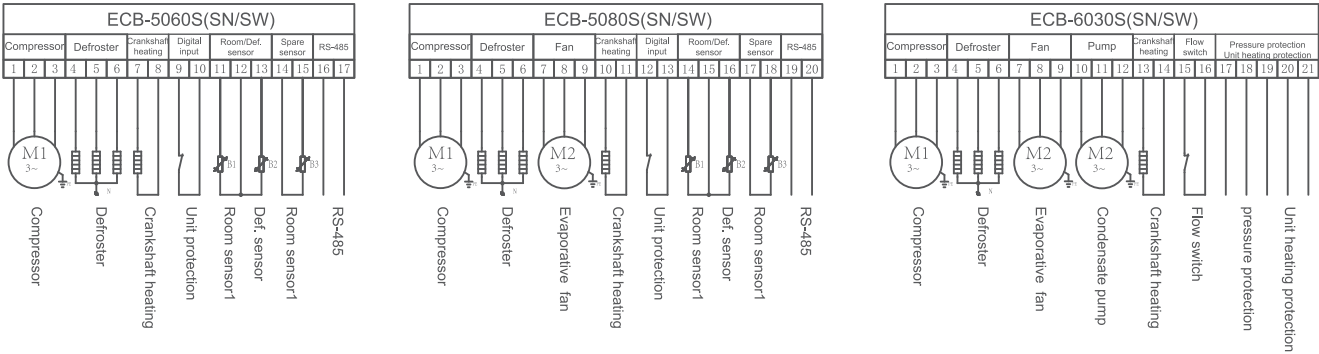 ECB-5060S(SN/SW)
Compressor Defroster Crankshaft heating Digital input Room/Def. sensor Spare sensor RS-485
1 2 3 4 5 6 7 8 9 10 11 12 13 14 15 16 17
M1 3~ PE N B1 B2 B3
Compressor
Defroster
Crankshaft heating
Unit protection
Room sensor1
Def. sensor
Room sensor1
RS-485
ECB-5080S(SN/SW)
Compressor Defroster Fan Crankshaft heating Digital input Room/Def. sensor Spare sensor RS-485
1 2 3 4 5 6 7 8 9 10 11 12 13 14 15 16 17 18 19 20
M1 3~ PE N M2 3~ PE B1 B2 B3
Compressor
Defroster
Evaporative fan
Crankshaft heating
Unit protection
Room sensor1
Def. sensor
Room sensor1
RS-485
ECB-6030S(SN/SW)
Compressor Defroster Fan Pump Crankshaft heating Flow switch Pressure protection
Unit heating protection
1 2 3 4 5 6 7 8 9 10 11 12 13 14 15 16 17 18 19 20 21
M1 3~ PE N M2 3~ PE M2 3~ PE
Compressor
Defroster
Evaporative fan
Condensate pump
Crankshaft heating
Flow switch
pressure protection
Unit heating protection